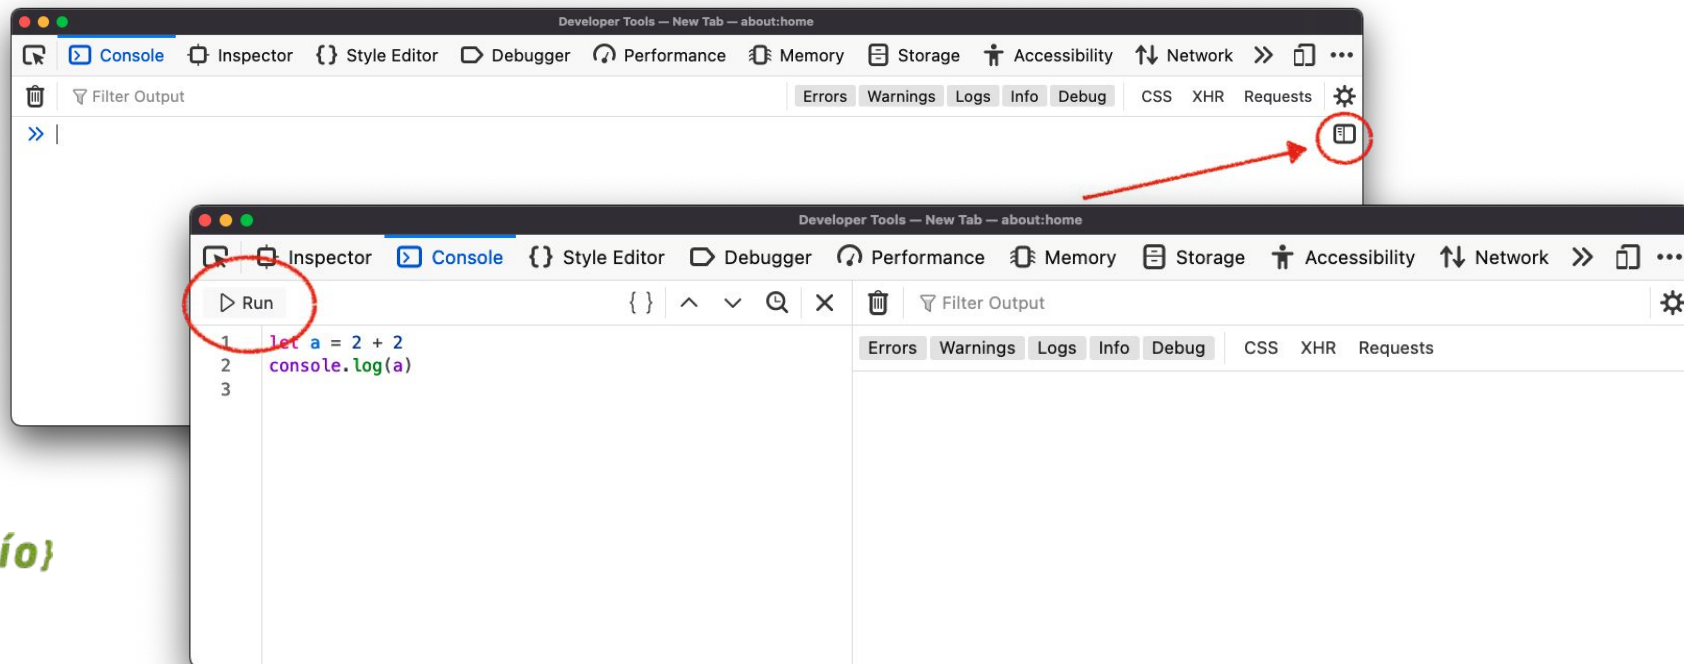 Developer Tools — New Tab — about:home
Console Inspector {} Style Editor Debugger Performance Memory Storage Accessibility Network
Filter Output Errors Warnings Logs Info Debug CSS XHR Requests
Developer Tools — New Tab — about:home
Inspector Console {} Style Editor Debugger Performance Memory Storage Accessibility Network
Run { } Filter Output
Errors Warnings Logs Info Debug CSS XHR Requests
1 let a = 2 + 2
2 console.log(a)
3
ío}